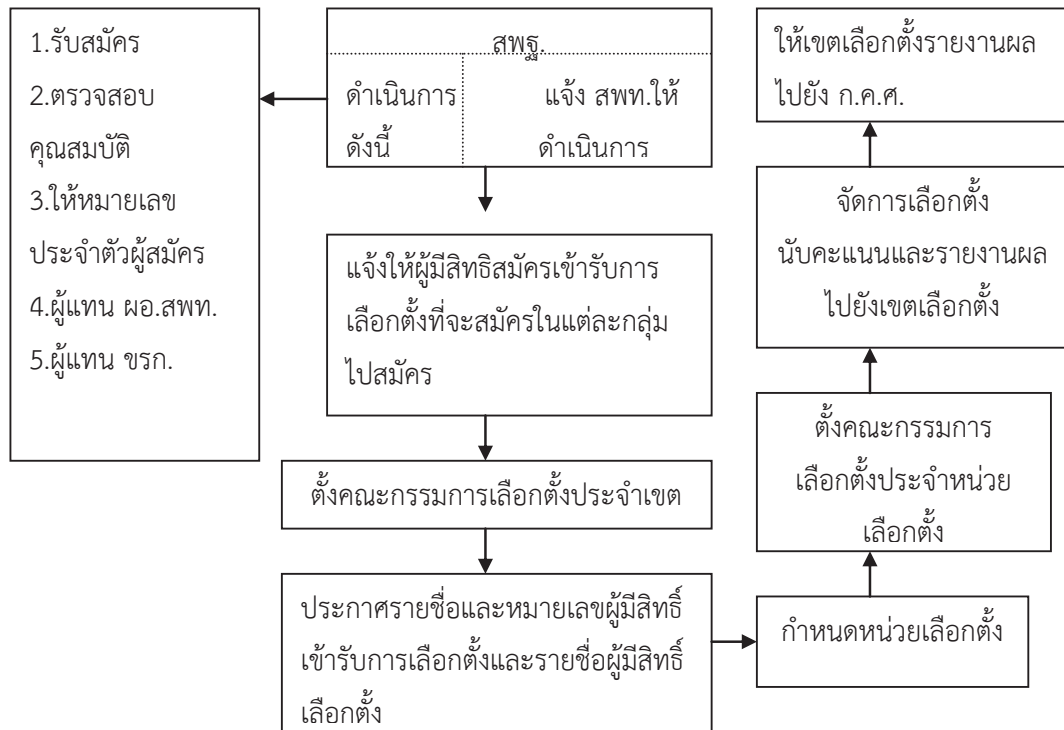 สพฐ.
ดำเนินการ
ดังนี้
แจ้ง สพท.ให้
ดำเนินการ
1.รับสมัคร
2.ตรวจสอบ
คุณสมบัติ
3.ให้หมายเลข
ประจำตัวผู้สมัคร
4.ผู้แทน ผอ.สพท.
5.ผู้แทน ขรก.
แจ้งให้ผู้มีสิทธิสมัครเข้ารับการ
เลือกตั้งที่จะสมัครในแต่ละกลุ่ม
ไปสมัคร
ตั้งคณะกรรมการเลือกตั้งประจำเขต
ประกาศรายชื่อและหมายเลขผู้มีสิทธิ์
เข้ารับการเลือกตั้งและรายชื่อผู้มีสิทธิ์
เลือกตั้ง
กำหนดหน่วยเลือกตั้ง
ตั้งคณะกรรมการ
เลือกตั้งประจำหน่วย
เลือกตั้ง
จัดการเลือกตั้ง
นับคะแนนและรายงานผล
ไปยังเขตเลือกตั้ง
ให้เขตเลือกตั้งรายงานผล
ไปยัง ก.ค.ศ.